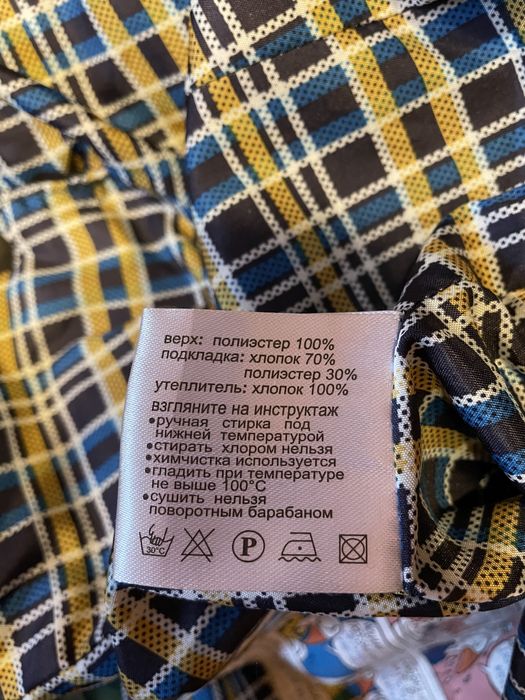 верх: полиэстер 100%
подкладка: хлопок 70%
полиэстер 30%
утеплитель: хлопок 100%
взгляните на инструктаж
•ручная стирка под
нижней температурой
•стирать хлором нельзя
•химчистка используется
•гладить при температуре
не выше 100°C
•сушить нельзя
поворотным барабаном
30°C
P